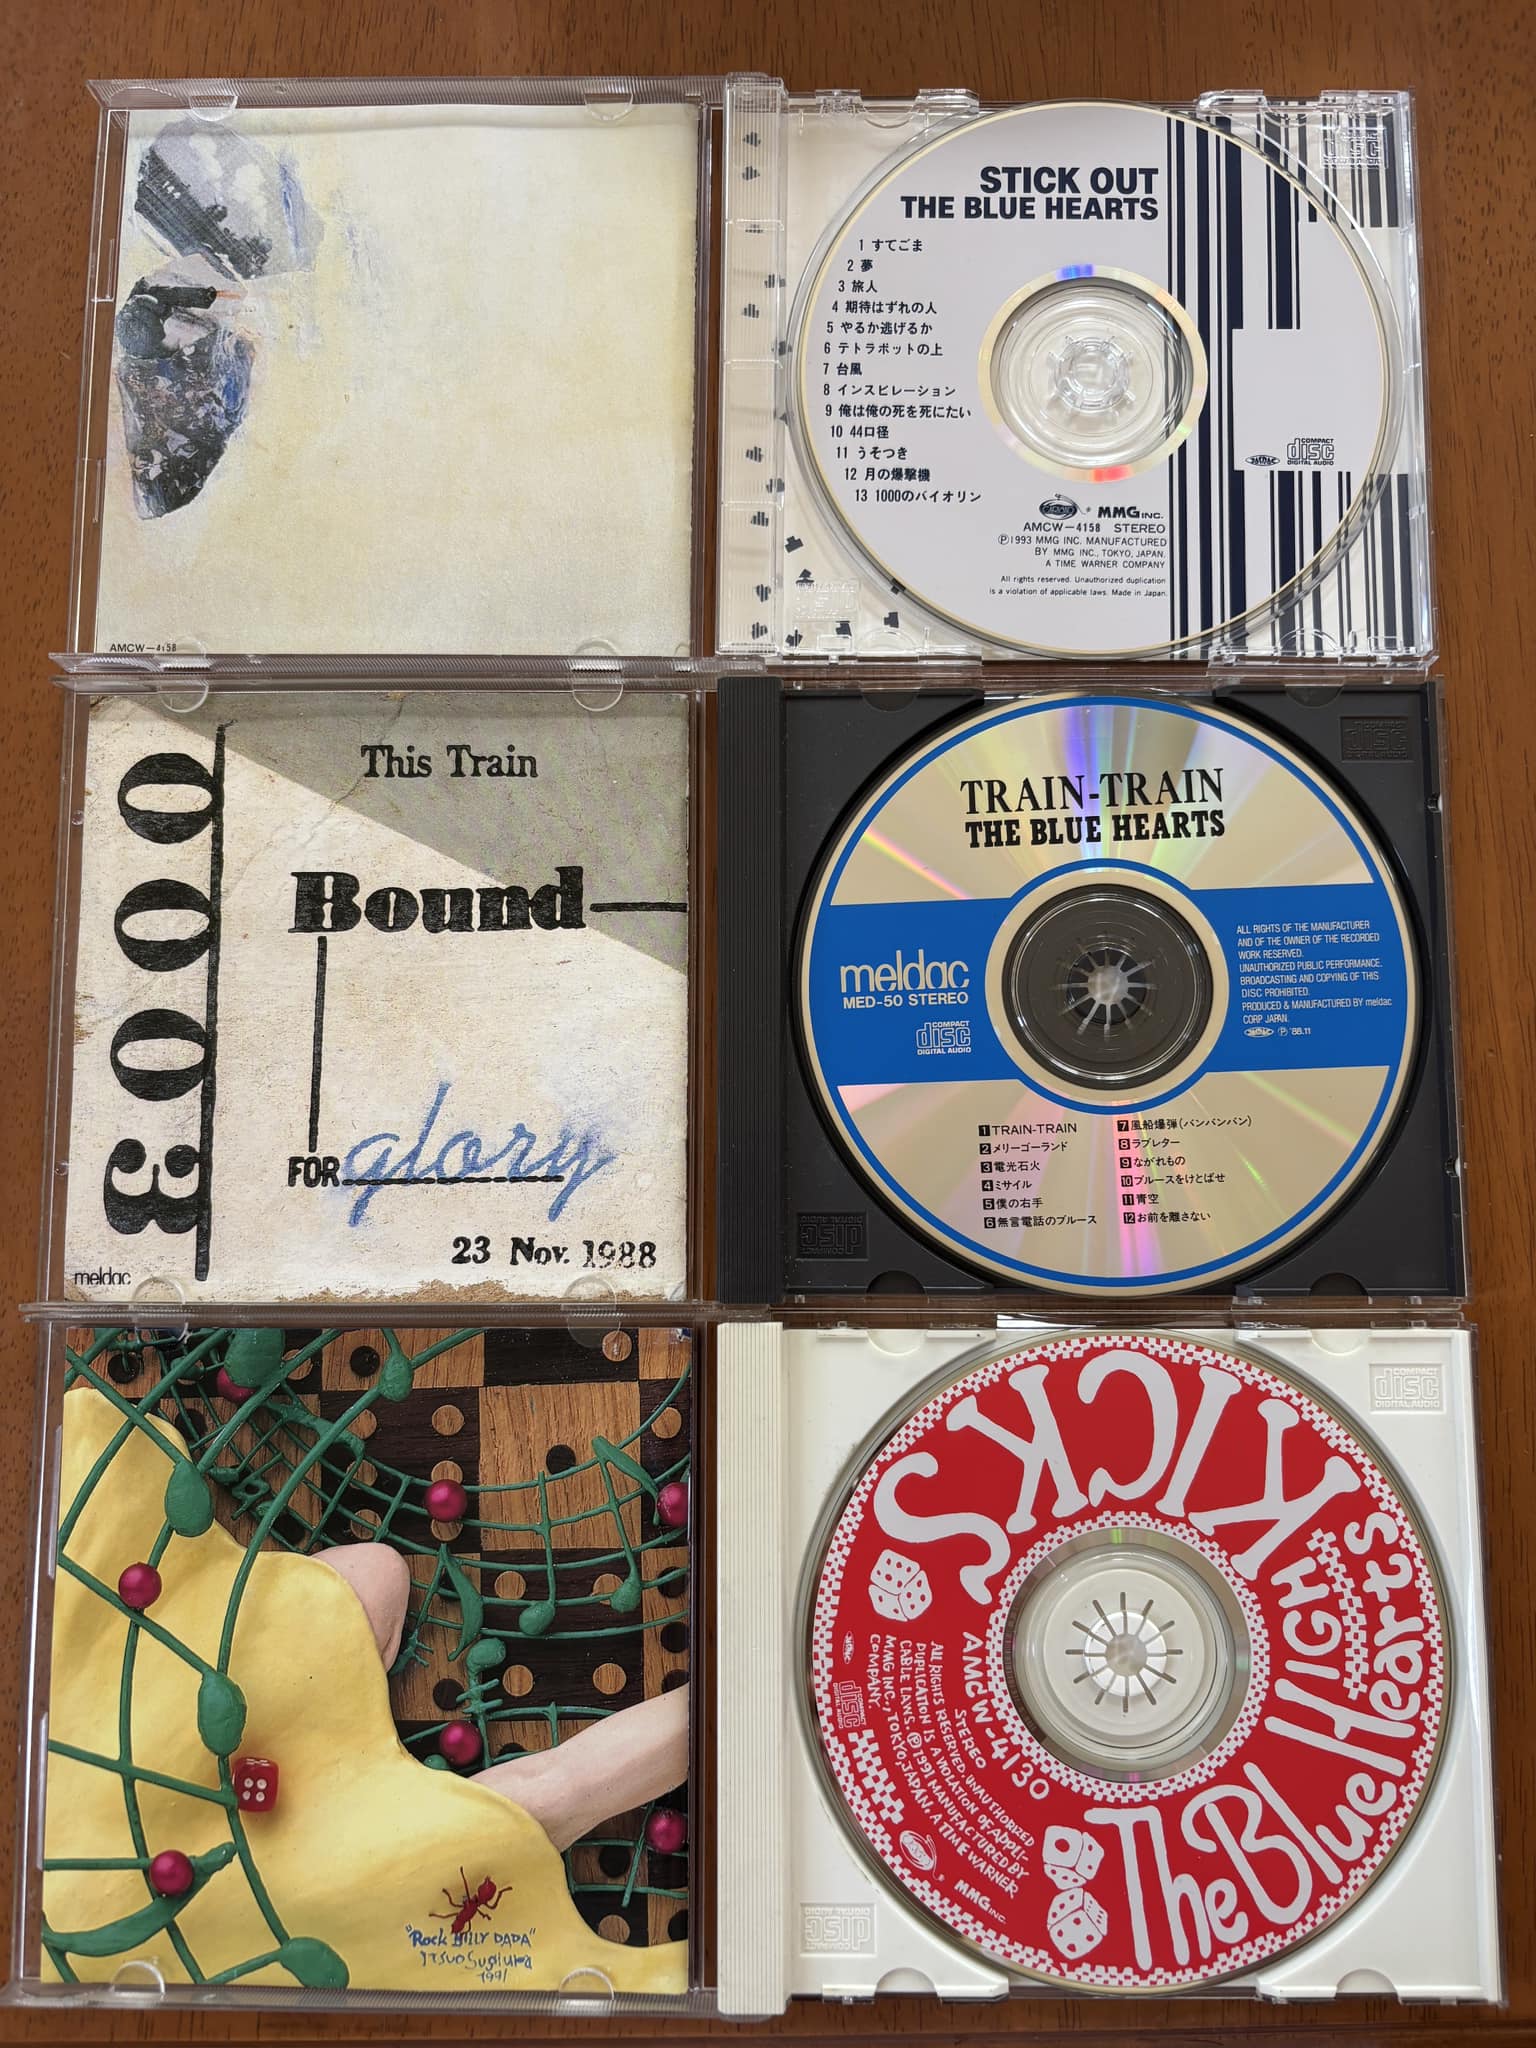 AMCW-4158
STICK OUT
THE BLUE HEARTS
1 すてごま
2 夢
3 旅人
4 期待はずれの人
5 やるか逃げるか
6 テトラポットの上
7 台風
8 インスピレーション
9 俺は俺の死を死にたい
10 44口径
11 うそつき
12 月の爆撃機
13 1000のバイオリン
COMPACT
disc
DIGITAL AUDIO
MMG INC.
AMCW-4158 STEREO
Ⓟ1993 MMG INC. MANUFACTURED
BY MMG INC., TOKYO, JAPAN.
A TIME WARNER COMPANY
All rights reserved. Unauthorized duplication
is a violation of applicable laws. Made in Japan.
3000
This Train
Bound
FOR glory
23 Nov. 1988
meldac
TRAIN-TRAIN
THE BLUE HEARTS
meldac
MED-50 STEREO
COMPACT
disc
DIGITAL AUDIO
ALL RIGHTS OF THE MANUFACTURER
AND OF THE OWNER OF THE RECORDED
WORK RESERVED.
UNAUTHORIZED PUBLIC PERFORMANCE.
BROADCASTING AND COPYING OF THIS
DISC PROHIBITED.
PRODUCED & MANUFACTURED BY meldac
CORP JAPAN.
Ⓟ '88.11
1 TRAIN-TRAIN
2 メリーゴーランド
3 電光石火
4 ミサイル
5 僕の右手
6 無言電話のブルース
7 風船爆弾(バンバンバン)
8 ラブレター
9 ながれもの
10 ブルースをけとばせ
11 青空
12 お前を離さない
"Rock BILLY DADA"
ITSUO Sugiura
1991
HIGH KICKS
The Blue Hearts
AMCW-4130
STEREO
ALL RIGHTS RESERVED. UNAUTHORIZED
DUPLICATION IS A VIOLATION OF APPLI-
CABLE LAWS. Ⓟ1991 MANUFACTURED BY
MMG INC., TOKYO, JAPAN, A TIME WARNER
COMPANY.
MMG INC.
COMPACT
disc
DIGITAL AUDIO